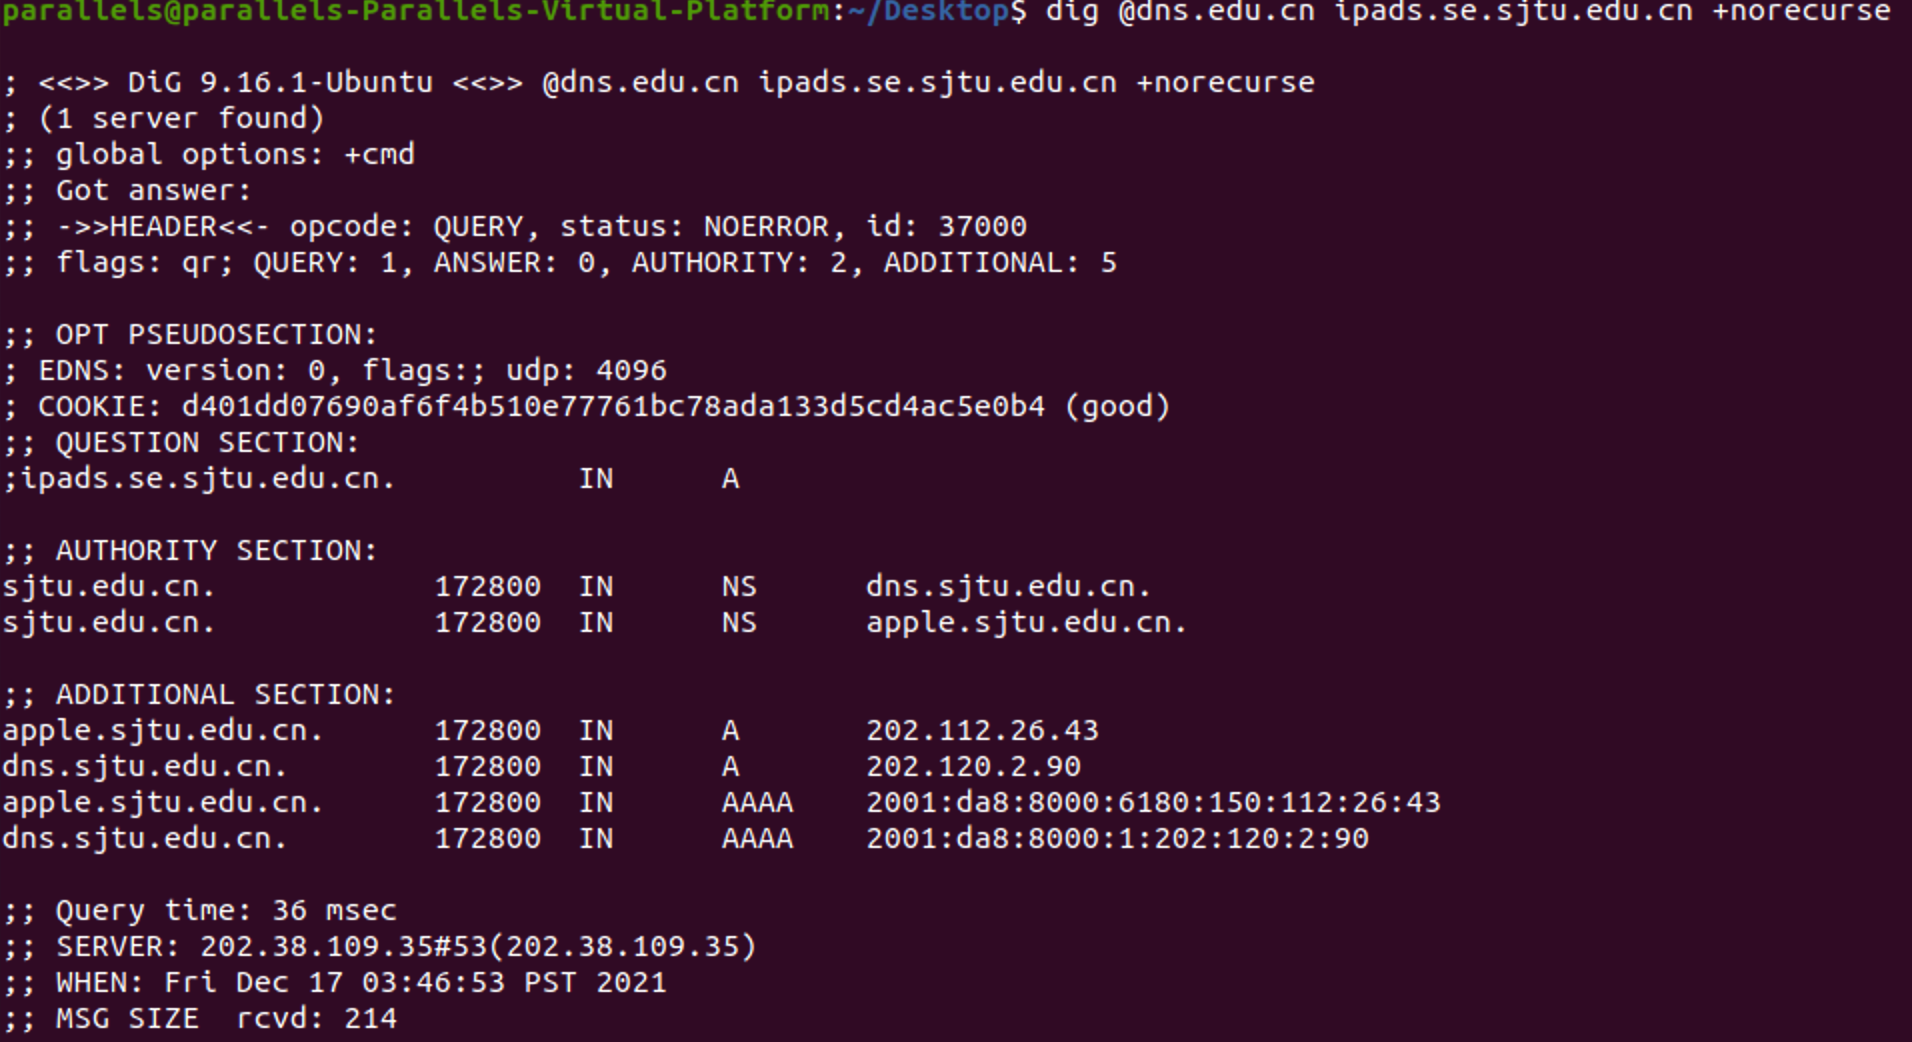 parallels@parallels-Parallels-Virtual-Platform:~/Desktop$ dig @dns.edu.cn ipads.se.sjtu.edu.cn +norecurse
; <<>> DiG 9.16.1-Ubuntu <<>> @dns.edu.cn ipads.se.sjtu.edu.cn +norecurse
; (1 server found)
;; global options: +cmd
;; Got answer:
;; ->>HEADER<<- opcode: QUERY, status: NOERROR, id: 37000
;; flags: qr; QUERY: 1, ANSWER: 0, AUTHORITY: 2, ADDITIONAL: 5
;; OPT PSEUDOSECTION:
; EDNS: version: 0, flags:; udp: 4096
; COOKIE: d401dd07690af6f4b510e77761bc78ada133d5cd4ac5e0b4 (good)
;; QUESTION SECTION:
;ipads.se.sjtu.edu.cn. IN A
;; AUTHORITY SECTION:
sjtu.edu.cn. 172800 IN NS dns.sjtu.edu.cn.
sjtu.edu.cn. 172800 IN NS apple.sjtu.edu.cn.
;; ADDITIONAL SECTION:
apple.sjtu.edu.cn. 172800 IN A 202.112.26.43
dns.sjtu.edu.cn. 172800 IN A 202.120.2.90
apple.sjtu.edu.cn. 172800 IN AAAA 2001:da8:8000:6180:150:112:26:43
dns.sjtu.edu.cn. 172800 IN AAAA 2001:da8:8000:1:202:120:2:90
;; Query time: 36 msec
;; SERVER: 202.38.109.35#53(202.38.109.35)
;; WHEN: Fri Dec 17 03:46:53 PST 2021
;; MSG SIZE rcvd: 214